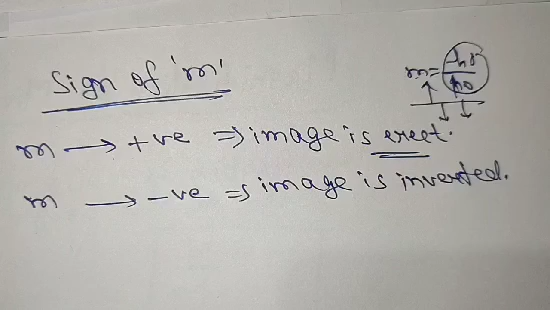 Sign of 'm'
m = hi/ho
m → +ve ⇒ image is erect.
m → -ve ⇒ image is inverted.